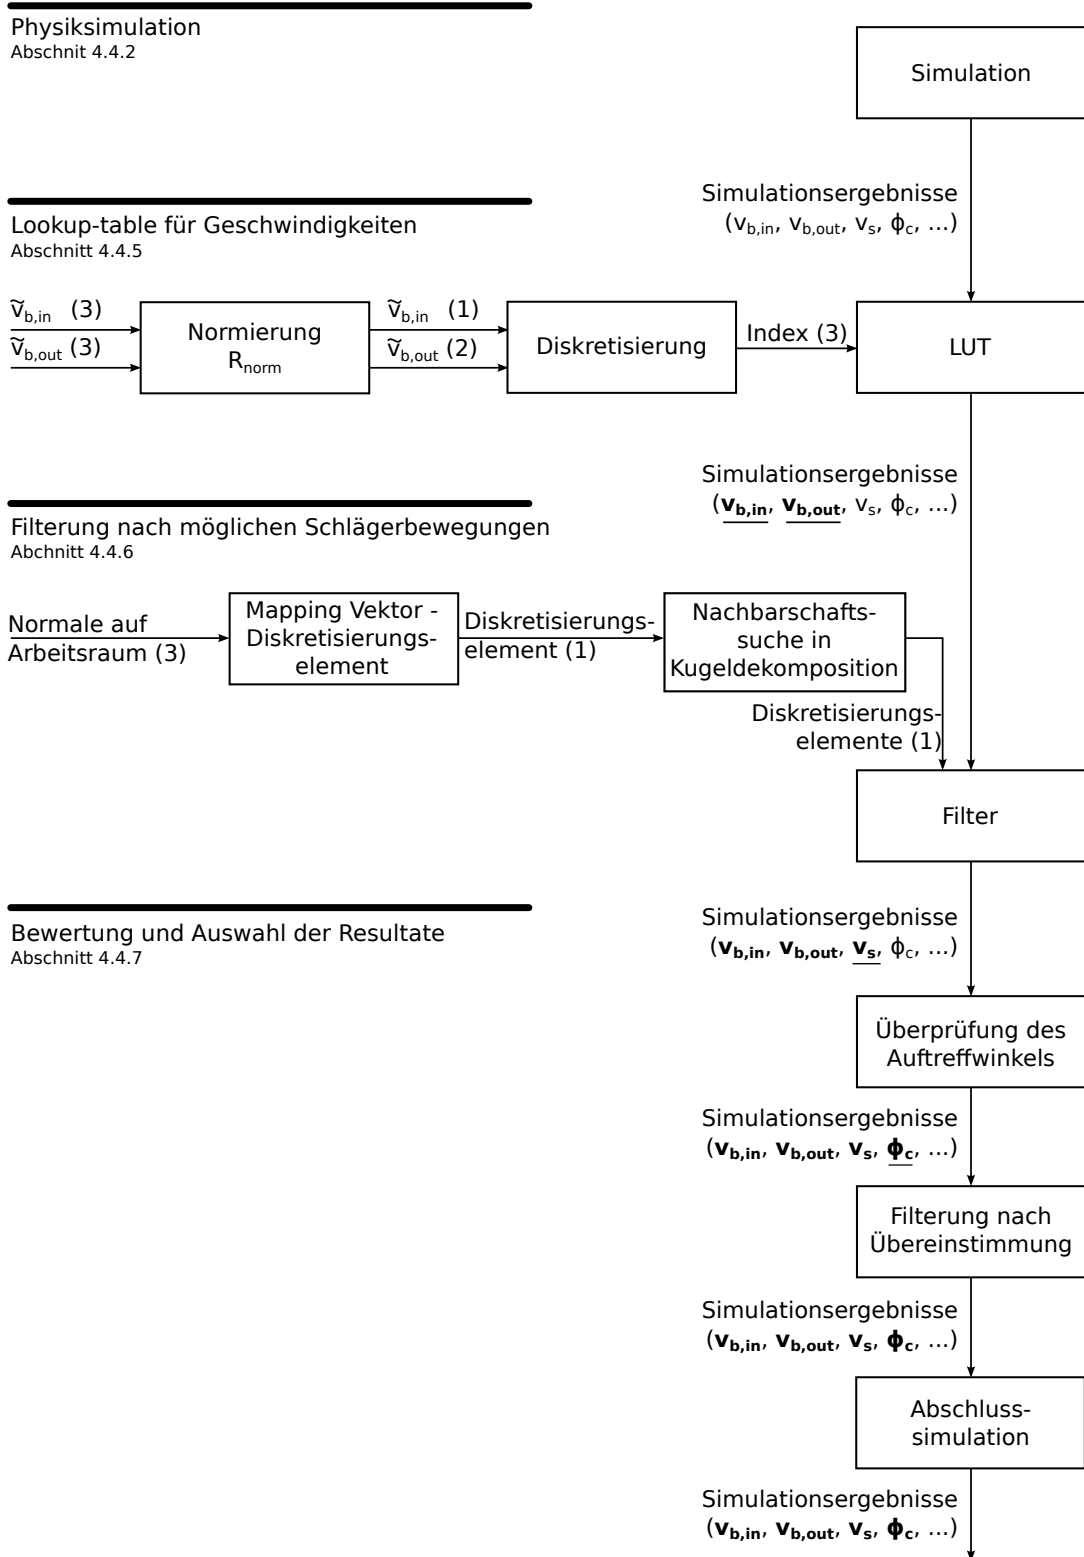 Physiksimulation
Abschnit 4.4.2
Simulation
Simulationsergebnisse
(v_b,in, v_b,out, v_s, ϕ_c, ...)
Lookup-table für Geschwindigkeiten
Abschnitt 4.4.5
ṽ_b,in (3)
ṽ_b,out (3)
Normierung
R_norm
ṽ_b,in (1)
ṽ_b,out (2)
Diskretisierung
Index (3)
LUT
Simulationsergebnisse
(v_b,in, v_b,out, v_s, ϕ_c, ...)
Filterung nach möglichen Schlägerbewegungen
Abchnitt 4.4.6
Normale auf
Arbeitsraum (3)
Mapping Vektor -
Diskretisierungs-
element
Diskretisierungs-
element (1)
Nachbarschafts-
suche in
Kugeldekomposition
Diskretisierungs-
elemente (1)
Filter
Bewertung und Auswahl der Resultate
Abschnitt 4.4.7
Simulationsergebnisse
(v_b,in, v_b,out, v_s, ϕ_c, ...)
Überprüfung des
Auftreffwinkels
Simulationsergebnisse
(v_b,in, v_b,out, v_s, ϕ_c, ...)
Filterung nach
Übereinstimmung
Simulationsergebnisse
(v_b,in, v_b,out, v_s, ϕ_c, ...)
Abschluss-
simulation
Simulationsergebnisse
(v_b,in, v_b,out, v_s, ϕ_c, ...)